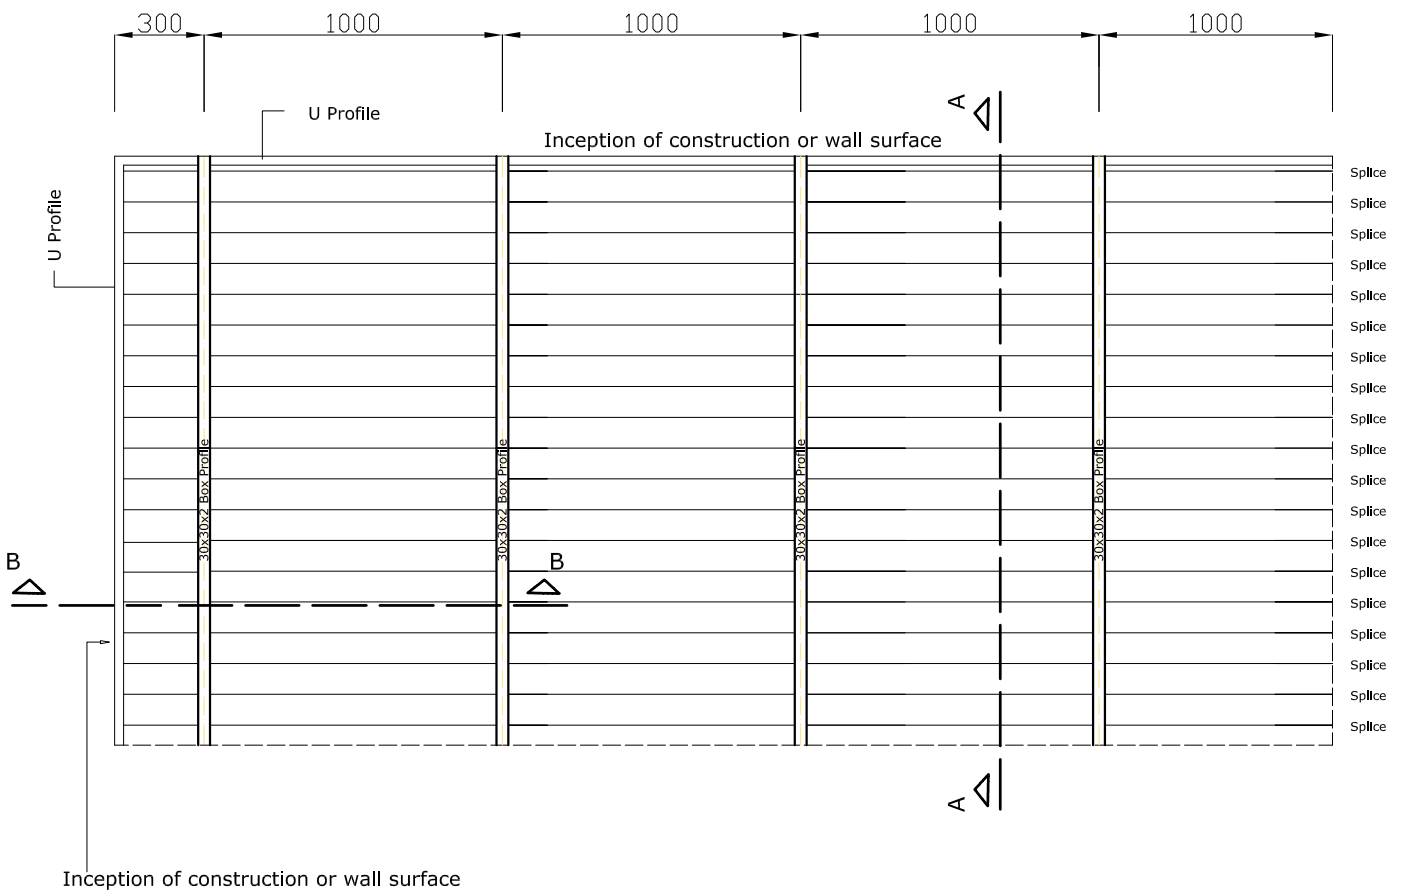 300 1000 1000 1000 1000
A
U Profile
Inception of construction or wall surface
Splice
Splice
U Profile
Splice
Splice
Splice
Splice
Splice
Splice
Splice
30x30x2 Box Profile 30x30x2 Box Profile 30x30x2 Box Profile 30x30x2 Box Profile
Splice
Splice
Splice
Splice
B B
Splice
Splice
Splice
Splice
Splice
Splice
A
Inception of construction or wall surface